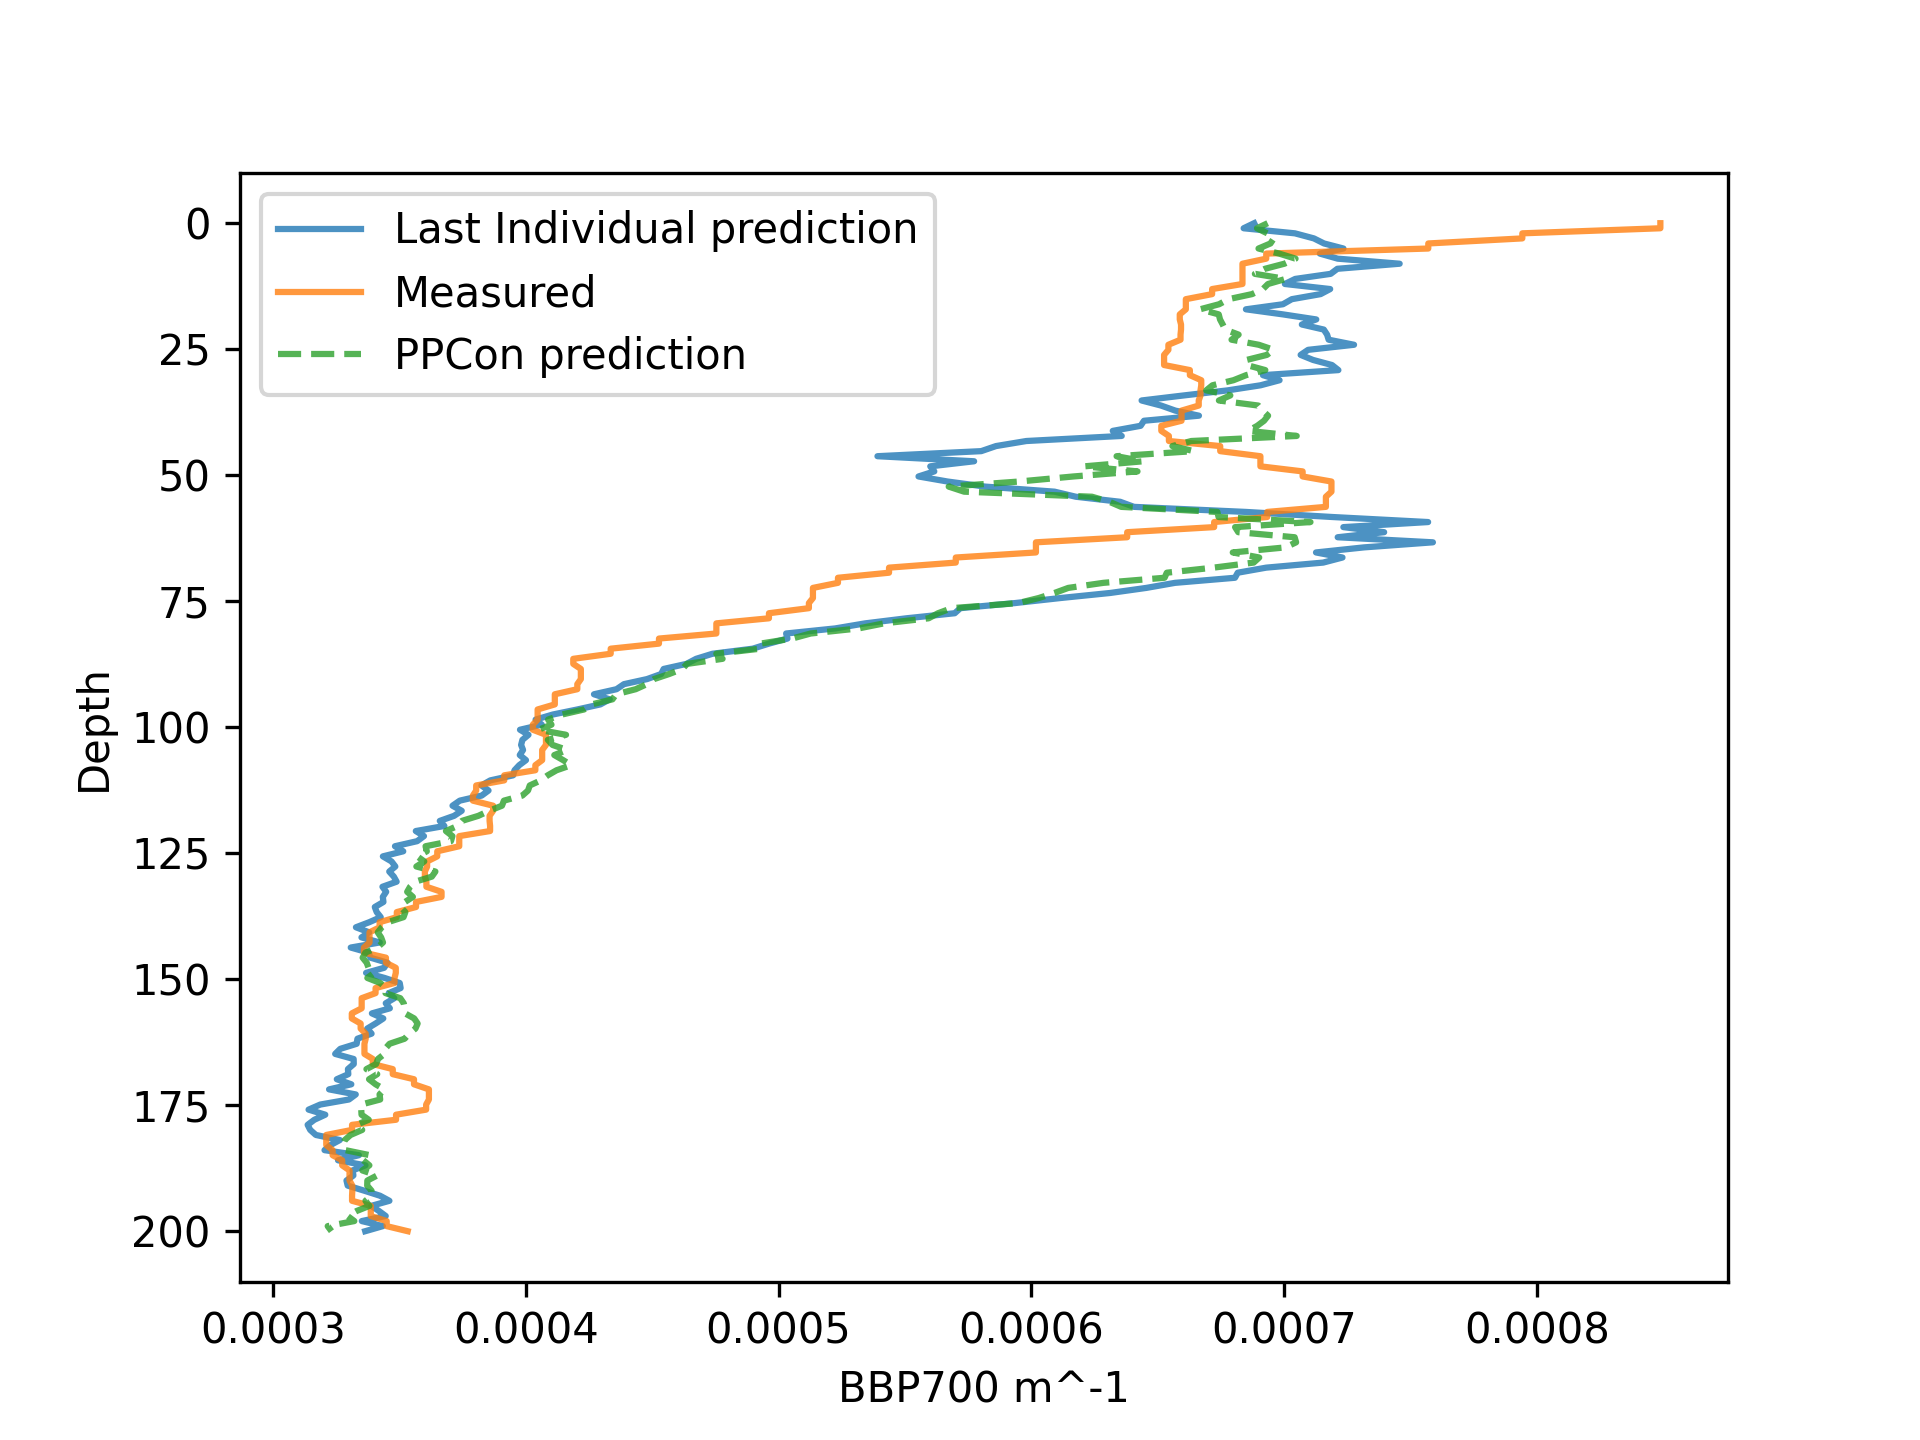 Last Individual prediction
Measured
PPCon prediction
0
25
50
75
100
125
150
175
200
Depth
0.0003 0.0004 0.0005 0.0006 0.0007 0.0008
BBP700 m^-1